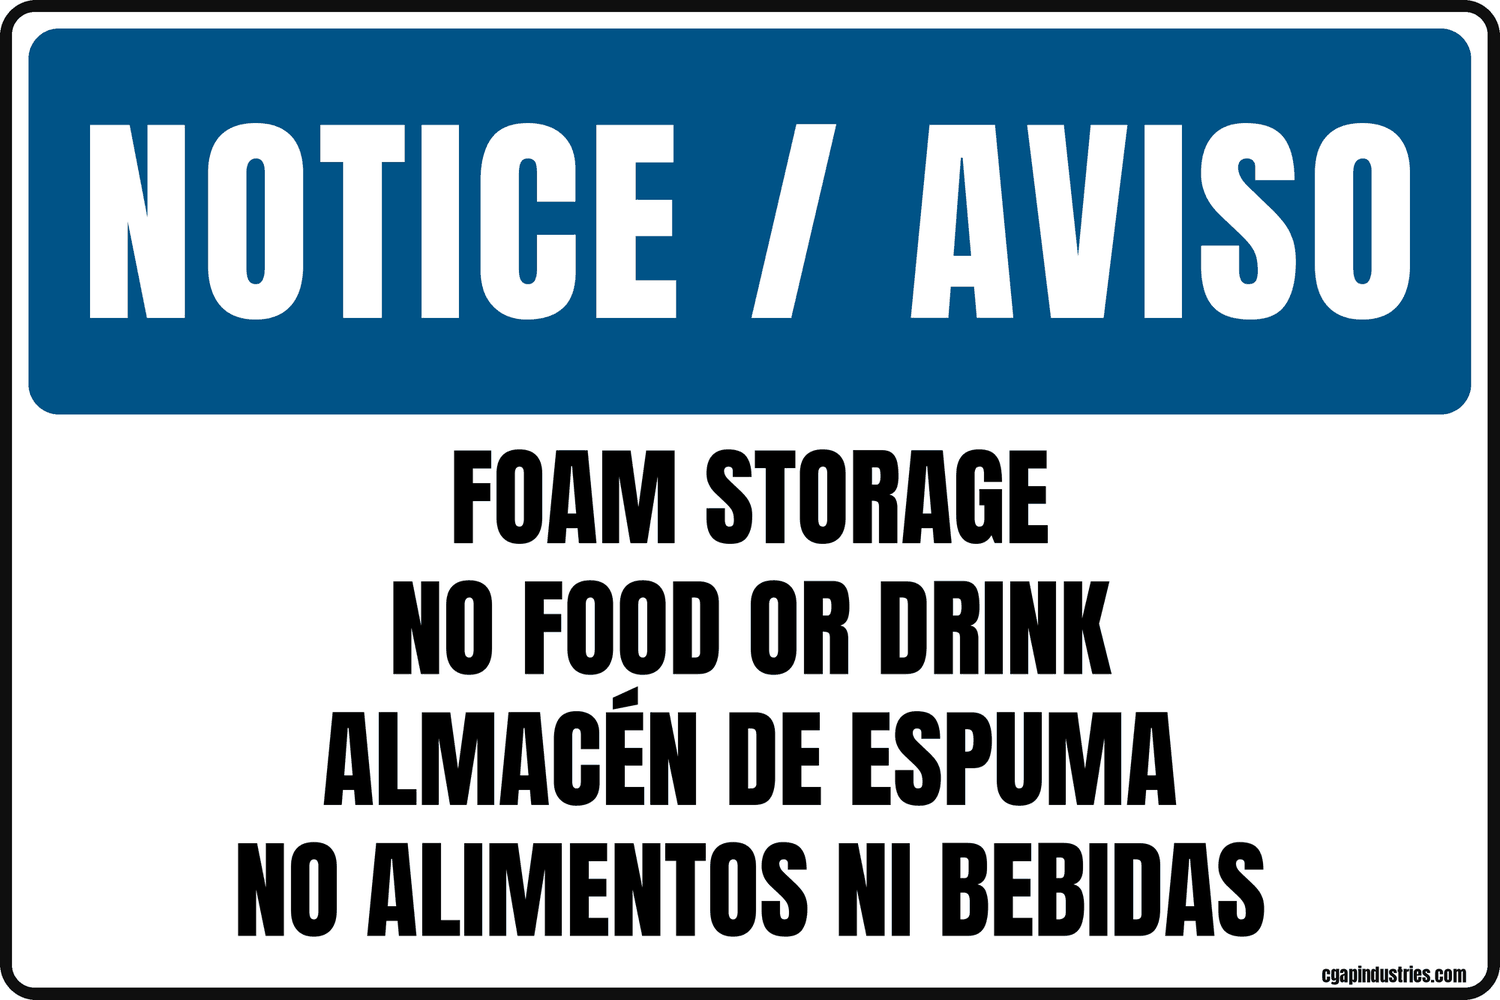 NOTICE / AVISO
FOAM STORAGE
NO FOOD OR DRINK
ALMACÉN DE ESPUMA
NO ALIMENTOS NI BEBIDAS
cgapindustries.com